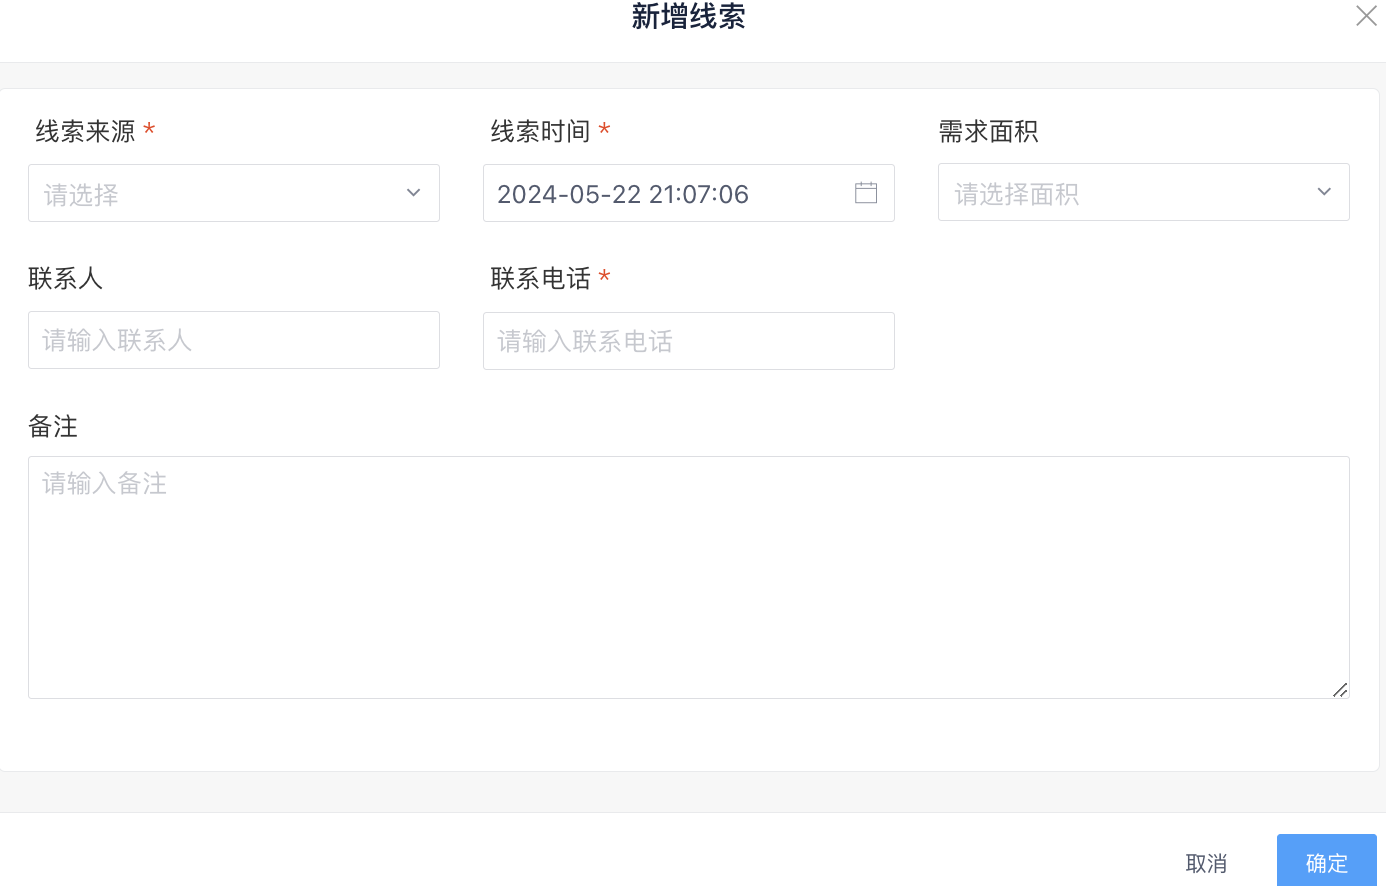 新增线索
线索来源 *
线索时间 *
需求面积
请选择
2024-05-22 21:07:06
请选择面积
联系人
联系电话 *
请输入联系人
请输入联系电话
备注
请输入备注
取消
确定